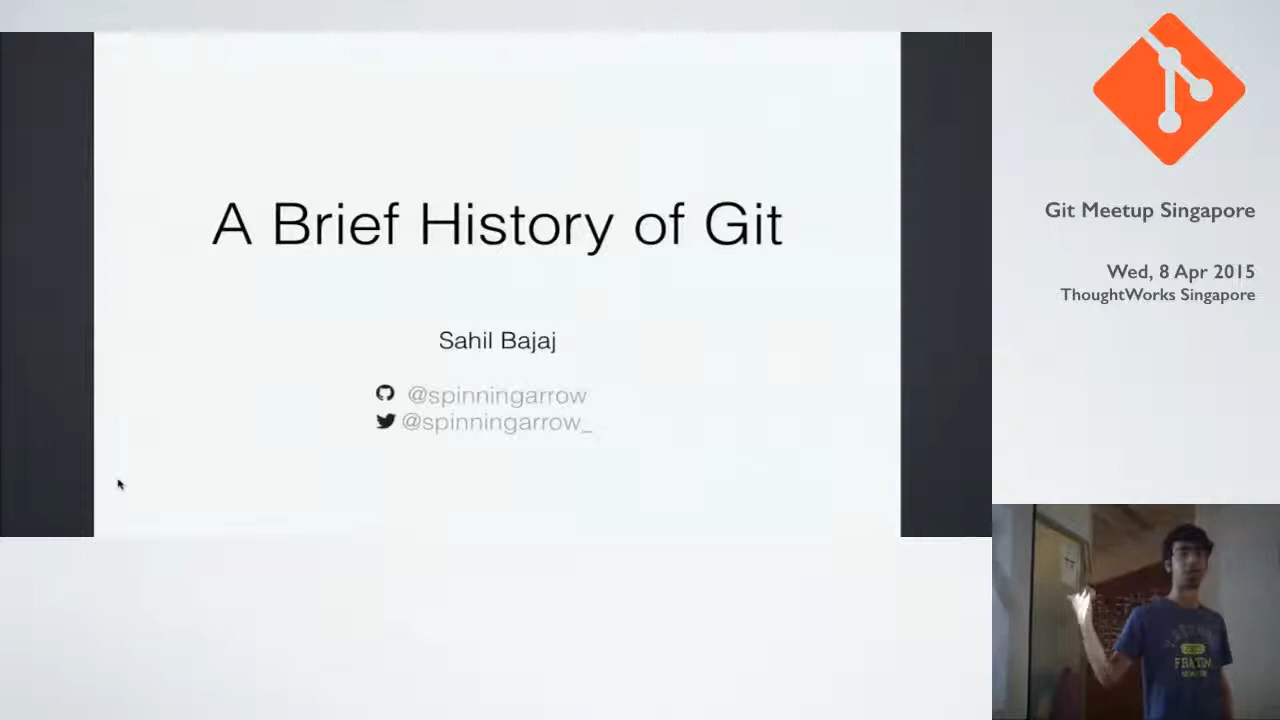 A Brief History of Git
Sahil Bajaj
@spinningarrow
@spinningarrow_
Git Meetup Singapore
Wed, 8 Apr 2015
ThoughtWorks Singapore